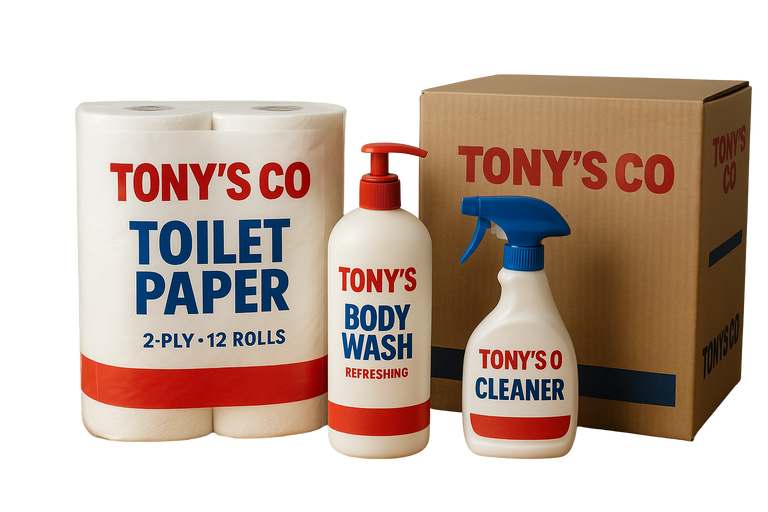 TONY'S CO
TOILET
PAPER
2-PLY · 12 ROLLS
TONY'S
BODY
WASH
REFRESHING
TONY'S O
CLEANER
TONY'S CO
TONY'S
CO
TONY'S CO